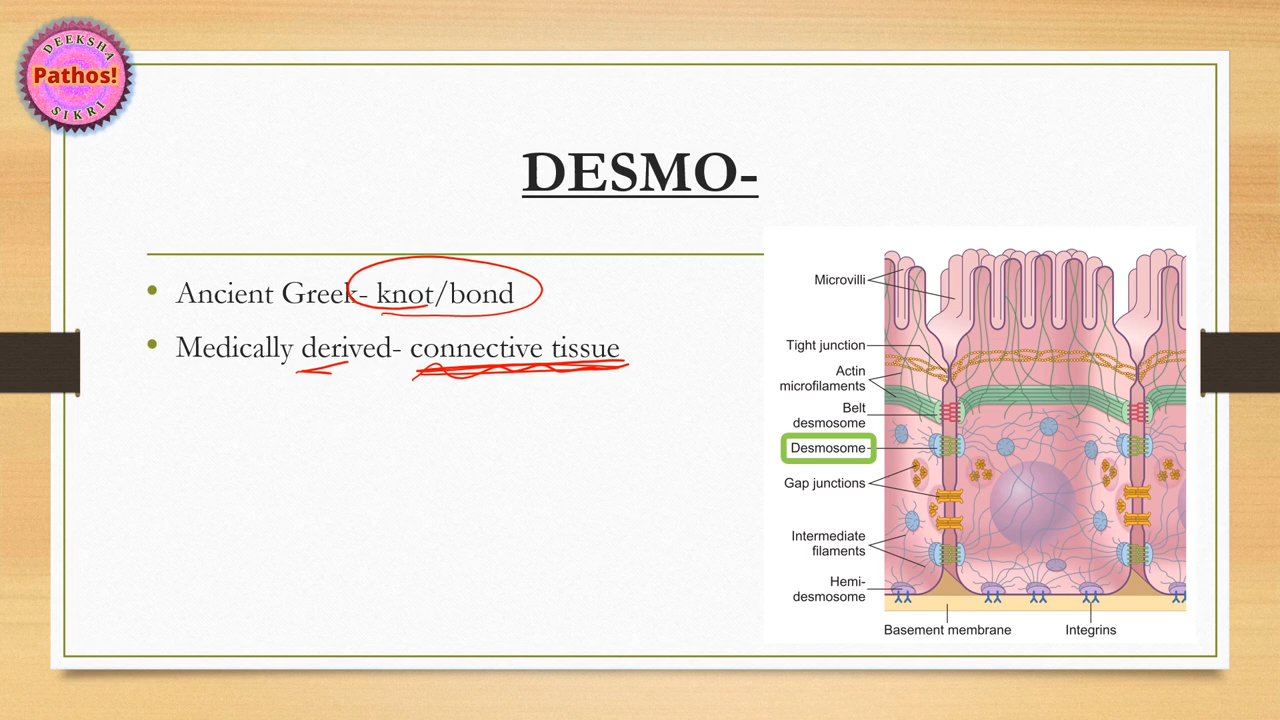 DEEKSHA
Pathos!
SIKRI
DESMO-
Ancient Greek- knot/bond
Medically derived- connective tissue
Microvilli
Tight junction
Actin
microfilaments
Belt
desmosome
Desmosome
Gap junctions
Intermediate
filaments
Hemi-
desmosome
Basement membrane
Integrins